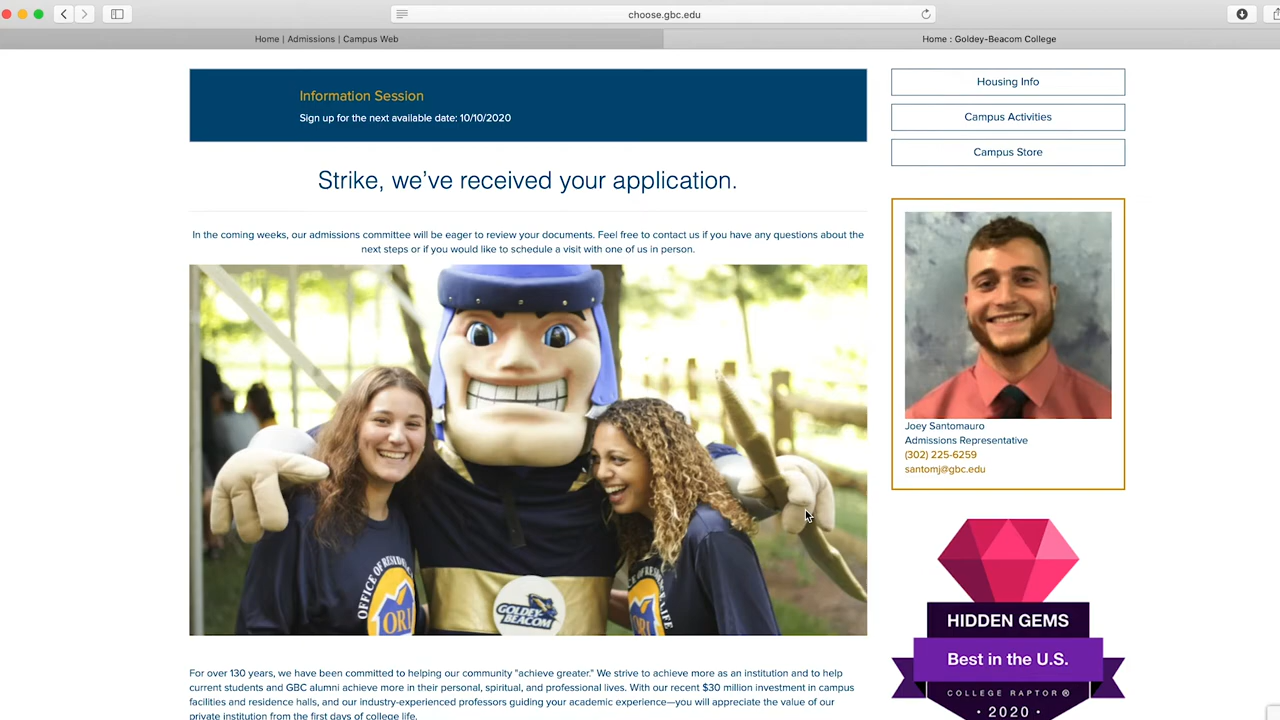 choose.gbc.edu
Home | Admissions | Campus Web
Home : Goldey-Beacom College
Information Session
Sign up for the next available date: 10/10/2020
Strike, we've received your application.
In the coming weeks, our admissions committee will be eager to review your documents. Feel free to contact us if you have any questions about the
next steps or if you would like to schedule a visit with one of us in person.
OFFICE OF RESIDE
ORL
GOLDEY-
BEACOM
OFFICE OF RESIDENCE LIFE
ORL
For over 130 years, we have been committed to helping our community "achieve greater." We strive to achieve more as an institution and to help
current students and GBC alumni achieve more in their personal, spiritual, and professional lives. With our recent $30 million investment in campus
facilities and residence halls, and our industry-experienced professors guiding your academic experience—you will appreciate the value of our
private institution from the first days of college life.
Housing Info
Campus Activities
Campus Store
Joey Santomauro
Admissions Representative
(302) 225-6259
santomj@gbc.edu
HIDDEN GEMS
Best in the U.S.
COLLEGE RAPTOR ®
· 2020 ·